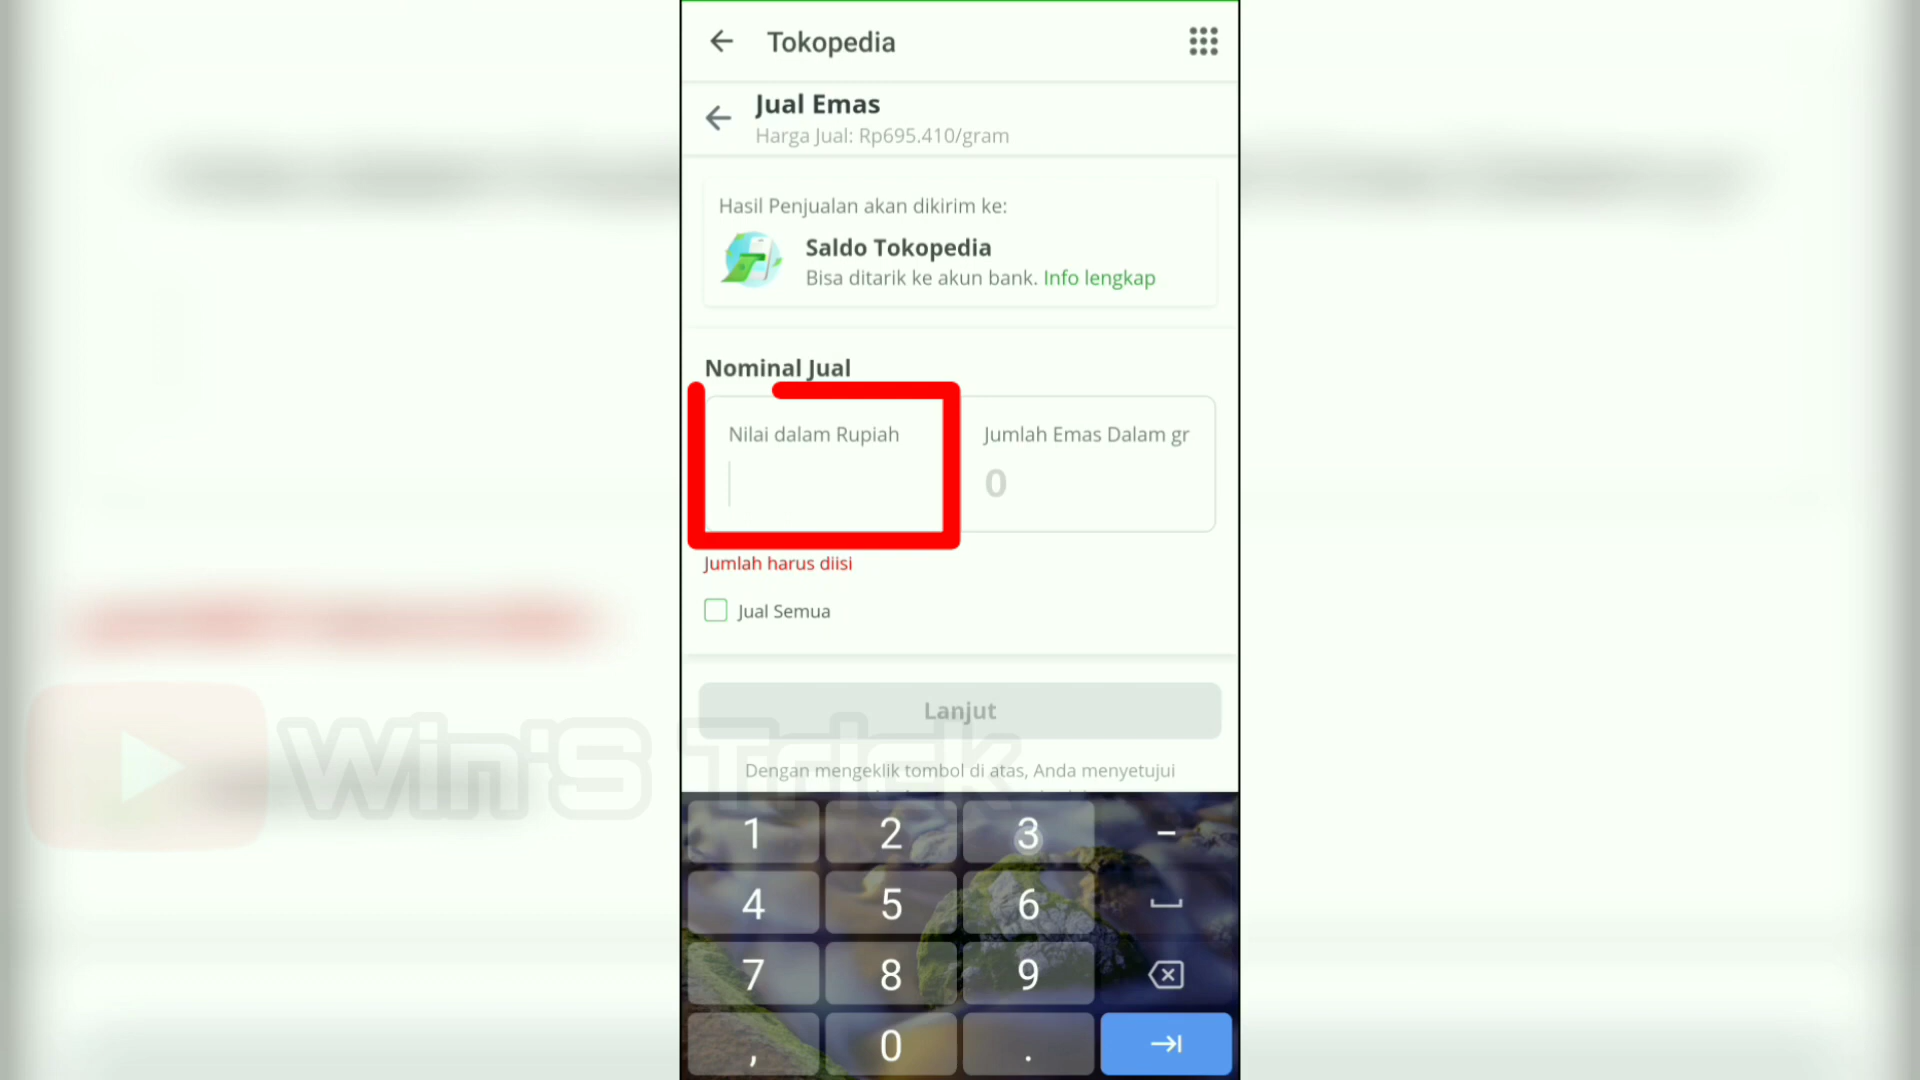 Tokopedia
Jual Emas
Harga Jual: Rp695.410/gram
Hasil Penjualan akan dikirim ke:
Saldo Tokopedia
Bisa ditarik ke akun bank. Info lengkap
Nominal Jual
Nilai dalam Rupiah
Jumlah Emas Dalam gr
0
Jumlah harus diisi
Jual Semua
Lanjut
Win'S Trick
Dengan mengeklik tombol di atas, Anda menyetujui
1 2 3 -
4 5 6
7 8 9
, 0 .